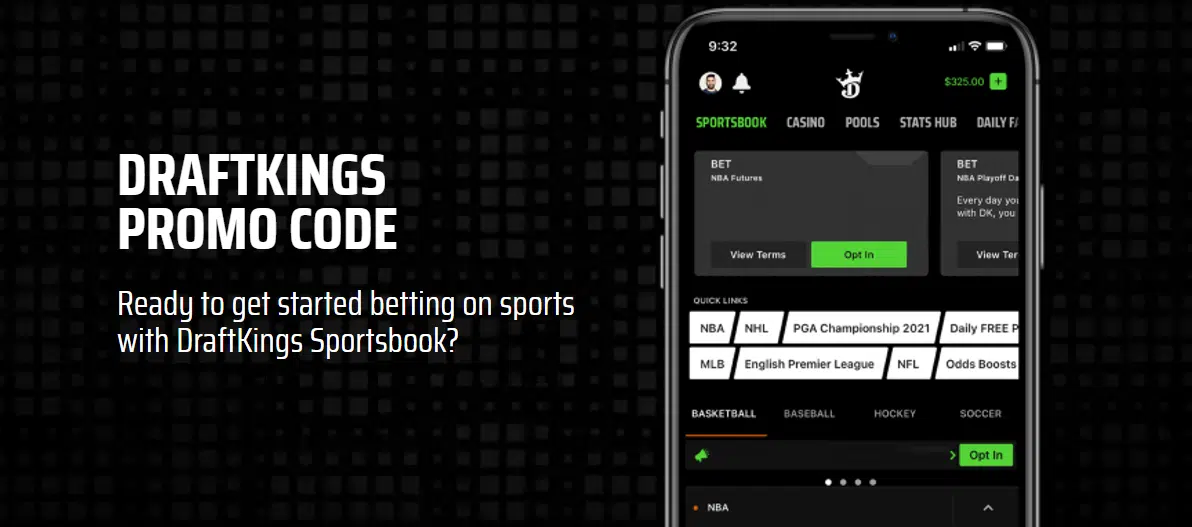 DRAFTKINGS
PROMO CODE
Ready to get started betting on sports
with DraftKings Sportsbook?
9:32
$325.00 +
SPORTSBOOK CASINO POOLS STATS HUB DAILY FA
BET
NBA Futures
View Terms Opt In
BET
NBA Playoff Da
Every day you
with DK, you
View Ter
QUICK LINKS
NBA NHL PGA Championship 2021 Daily FREE P
MLB English Premier League NFL Odds Boosts
BASKETBALL BASEBALL HOCKEY SOCCER
Opt In
NBA